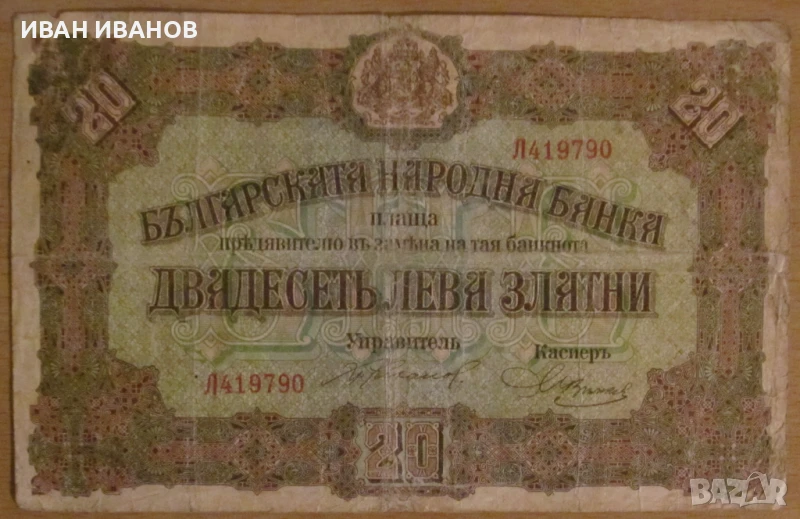 ИВАН ИВАНОВ
20
20
Л419790
БЪЛГАРСКАТА НАРОДНА БАНКА
плаща
предявителю въ замѣна на тая банкнота
ДВАДЕСЕТЬ ЛЕВА ЗЛАТНИ
Управитель
Касиеръ
Л419790
20
BAZAR